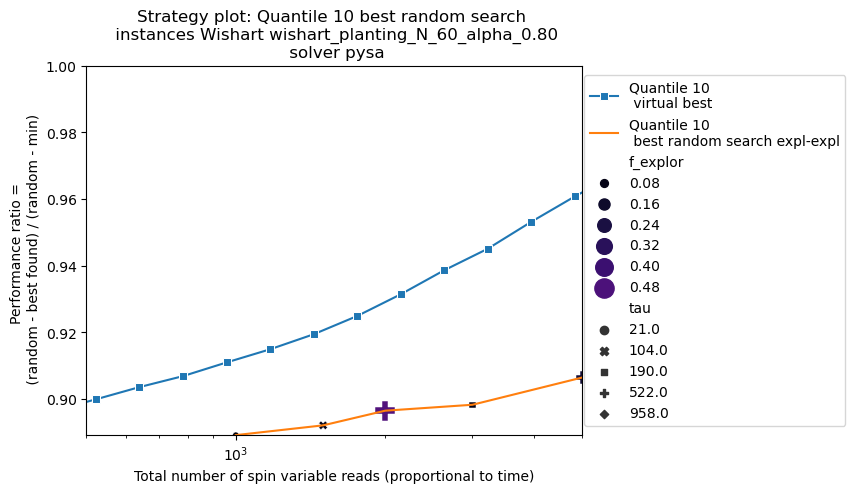 Strategy plot: Quantile 10 best random search
instances Wishart wishart_planting_N_60_alpha_0.80
solver pysa
1.00
0.98
0.96
0.94
0.92
0.90
Performance ratio =
(random - best found) / (random - min)
10^3
Total number of spin variable reads (proportional to time)
Quantile 10
virtual best
Quantile 10
best random search expl-expl
f_explor
0.08
0.16
0.24
0.32
0.40
0.48
tau
21.0
104.0
190.0
522.0
958.0